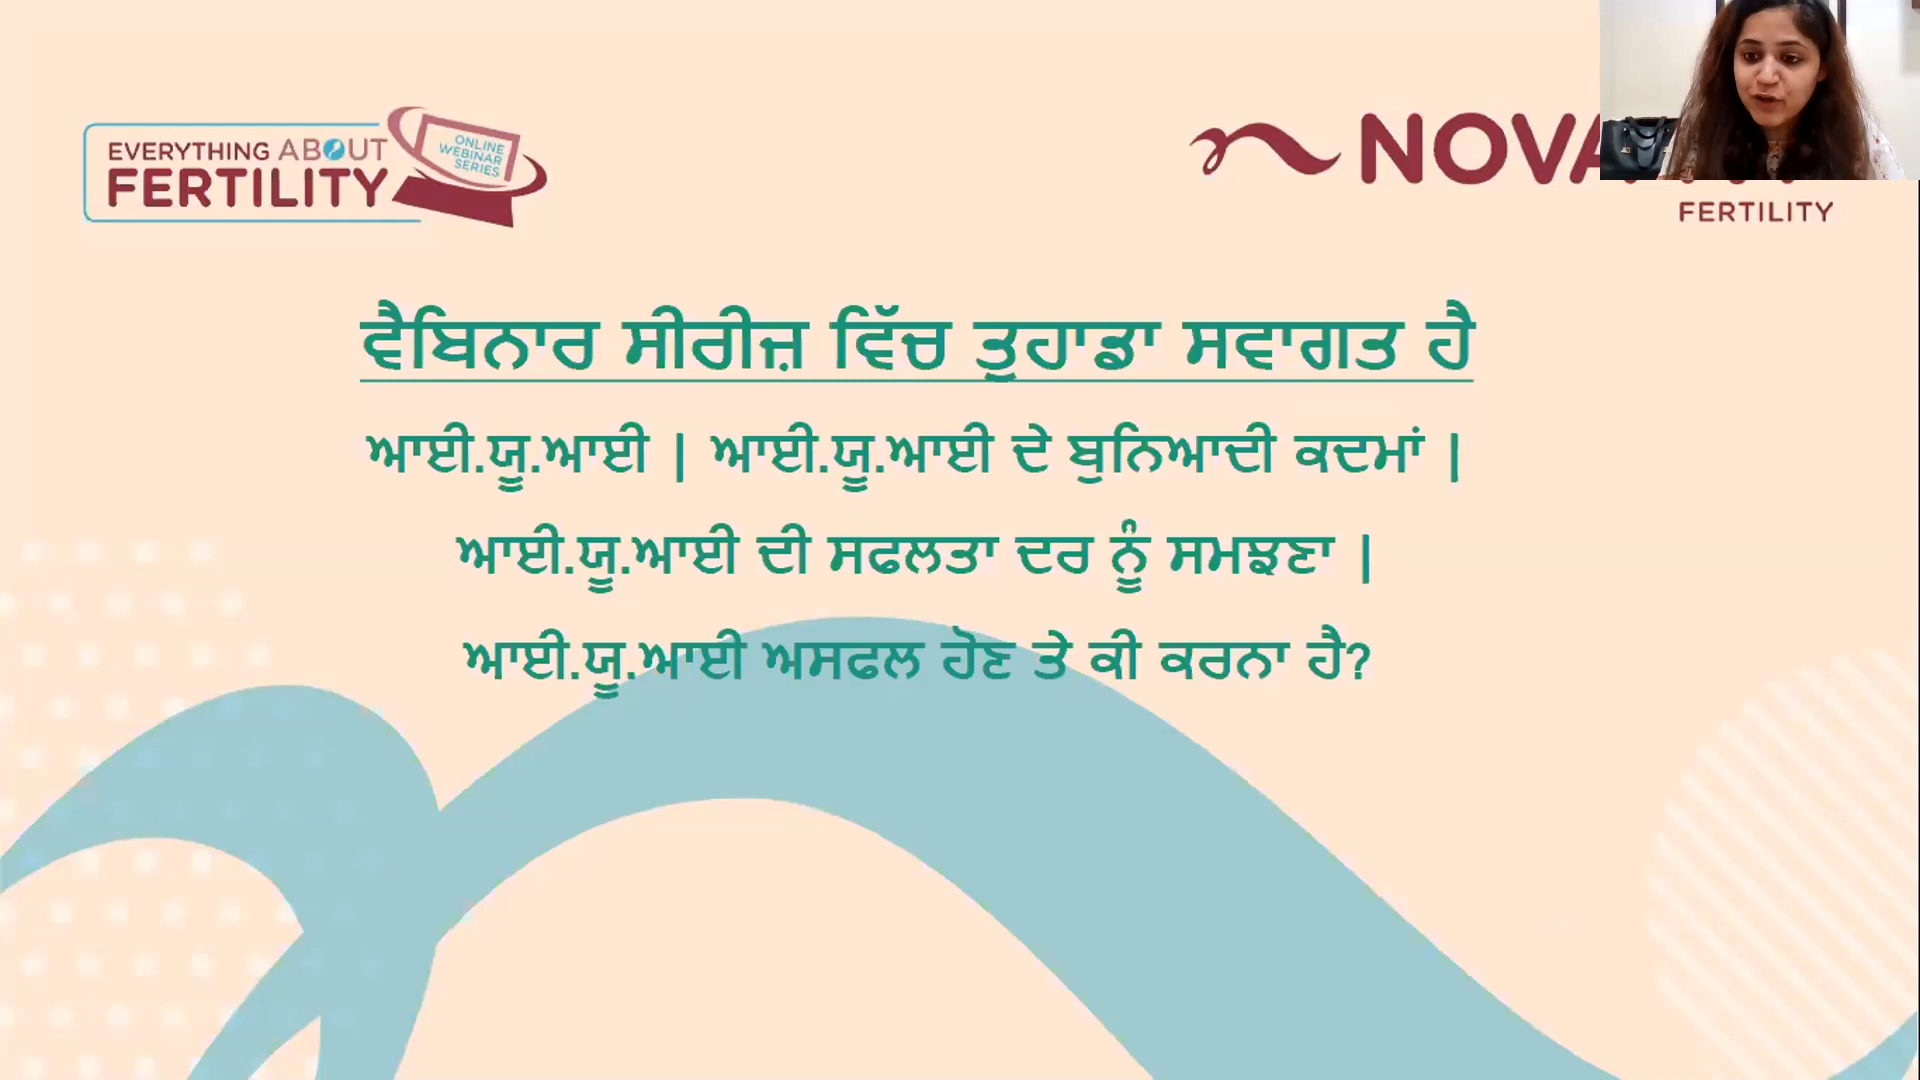 EVERYTHING ABOUT
FERTILITY
ONLINE
WEBINAR
SERIES
NOVA
FERTILITY
ਵੈਬਿਨਾਰ ਸੀਰੀਜ਼ ਵਿੱਚ ਤੁਹਾਡਾ ਸਵਾਗਤ ਹੈ
ਆਈ.ਯੂ.ਆਈ | ਆਈ.ਯੂ.ਆਈ ਦੇ ਬੁਨਿਆਦੀ ਕਦਮਾਂ |
ਆਈ.ਯੂ.ਆਈ ਦੀ ਸਫਲਤਾ ਦਰ ਨੂੰ ਸਮਝਣਾ |
ਆਈ.ਯੂ.ਆਈ ਅਸਫਲ ਹੋਣ ਤੇ ਕੀ ਕਰਨਾ ਹੈ?